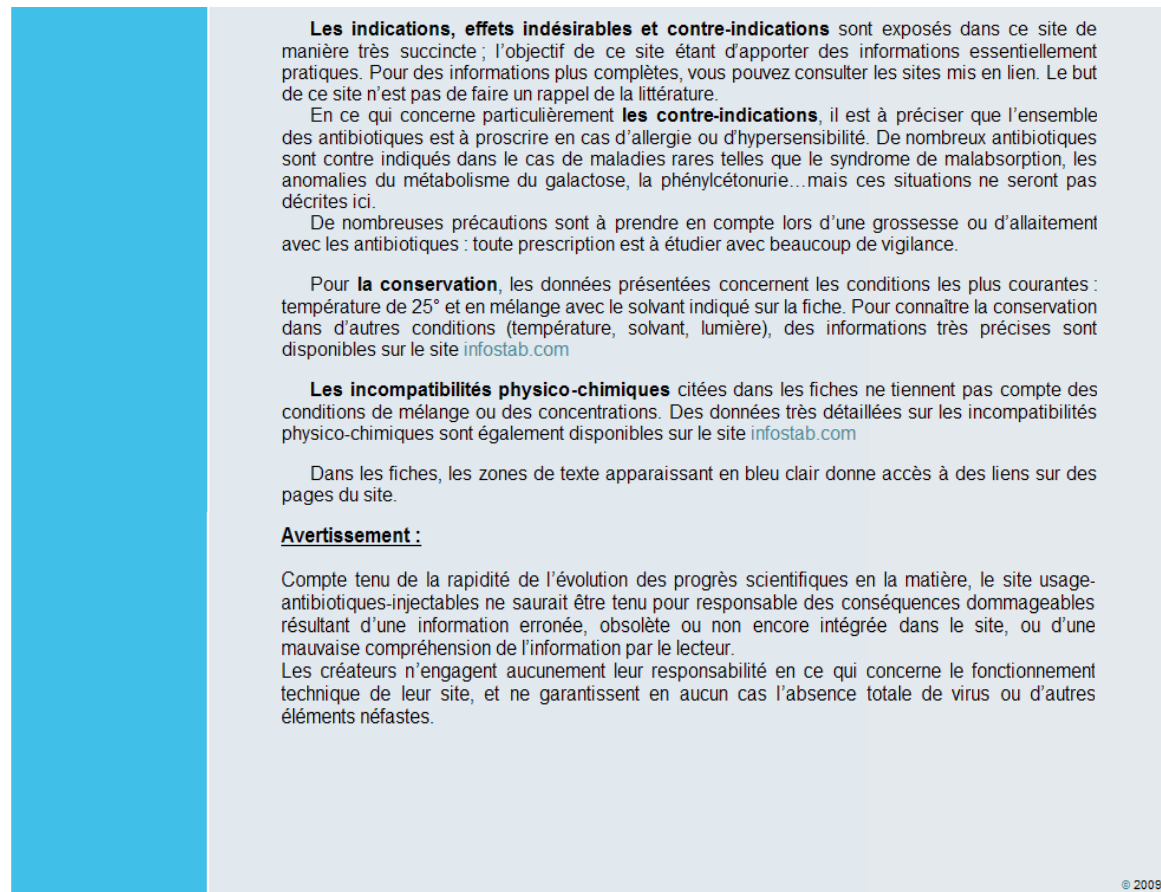 Les indications, effets indésirables et contre-indications sont exposés dans ce site de
manière très succincte ; l'objectif de ce site étant d'apporter des informations essentiellement
pratiques. Pour des informations plus complètes, vous pouvez consulter les sites mis en lien. Le but
de ce site n'est pas de faire un rappel de la littérature.
En ce qui concerne particulièrement les contre-indications, il est à préciser que l'ensemble
des antibiotiques est à proscrire en cas d'allergie ou d'hypersensibilité. De nombreux antibiotiques
sont contre indiqués dans le cas de maladies rares telles que le syndrome de malabsorption, les
anomalies du métabolisme du galactose, la phénylcétonurie…mais ces situations ne seront pas
décrites ici.
De nombreuses précautions sont à prendre en compte lors d'une grossesse ou d'allaitement
avec les antibiotiques : toute prescription est à étudier avec beaucoup de vigilance.
Pour la conservation, les données présentées concernent les conditions les plus courantes :
température de 25° et en mélange avec le solvant indiqué sur la fiche. Pour connaître la conservation
dans d'autres conditions (température, solvant, lumière), des informations très précises sont
disponibles sur le site infostab.com
Les incompatibilités physico-chimiques citées dans les fiches ne tiennent pas compte des
conditions de mélange ou des concentrations. Des données très détaillées sur les incompatibilités
physico-chimiques sont également disponibles sur le site infostab.com
Dans les fiches, les zones de texte apparaissant en bleu clair donne accès à des liens sur des
pages du site.
Avertissement :
Compte tenu de la rapidité de l'évolution des progrès scientifiques en la matière, le site usage-
antibiotiques-injectables ne saurait être tenu pour responsable des conséquences dommageables
résultant d'une information erronée, obsolète ou non encore intégrée dans le site, ou d'une
mauvaise compréhension de l'information par le lecteur.
Les créateurs n'engagent aucunement leur responsabilité en ce qui concerne le fonctionnement
technique de leur site, et ne garantissent en aucun cas l'absence totale de virus ou d'autres
éléments néfastes.
© 2009